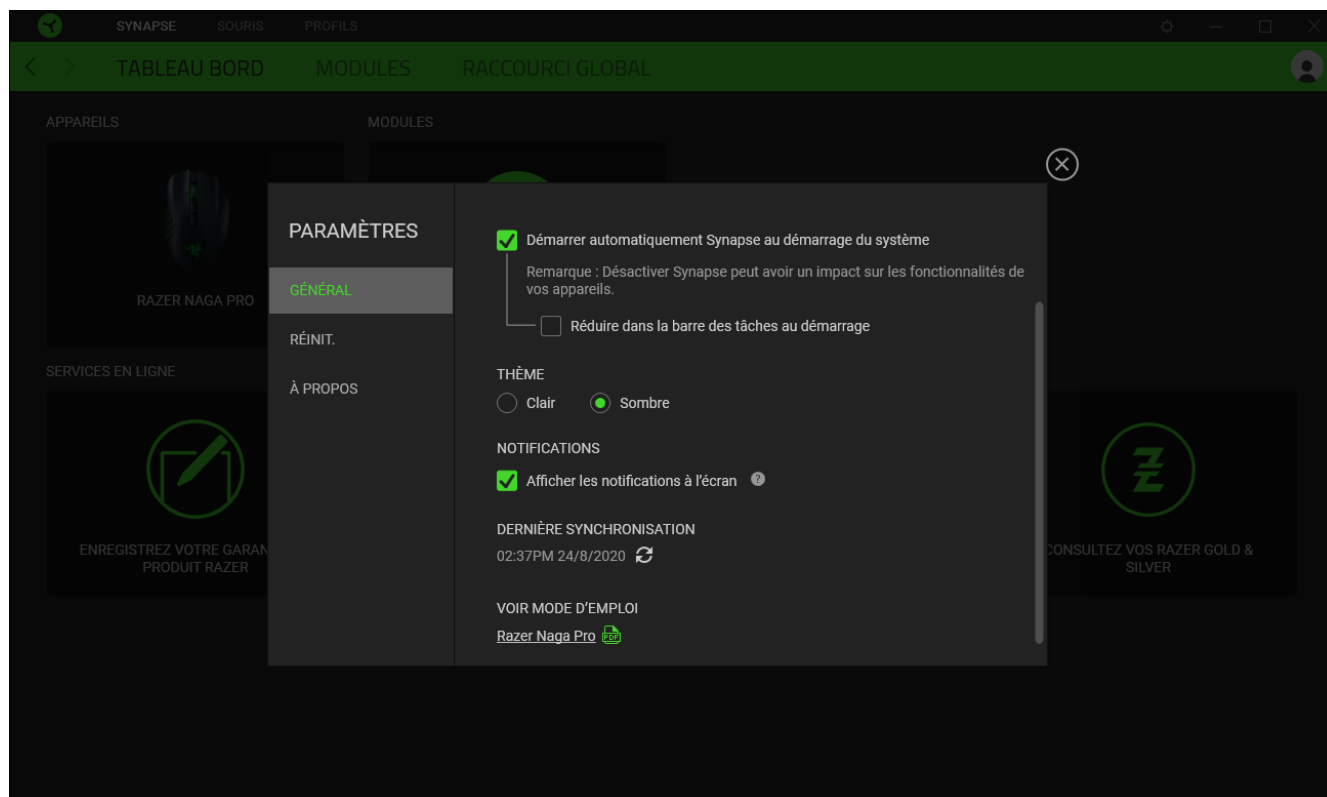 SYNAPSE SOURIS PROFILS
TABLEAU BORD MODULES RACCOURCI GLOBAL
APPAREILS MODULES
RAZER NAGA PRO
SERVICES EN LIGNE
ENREGISTREZ VOTRE GARAN
PRODUIT RAZER
PARAMÈTRES
GÉNÉRAL
RÉINIT.
À PROPOS
Démarrer automatiquement Synapse au démarrage du système
Remarque : Désactiver Synapse peut avoir un impact sur les fonctionnalités de
vos appareils.
Réduire dans la barre des tâches au démarrage
THÈME
Clair Sombre
NOTIFICATIONS
Afficher les notifications à l'écran ?
DERNIÈRE SYNCHRONISATION
02:37PM 24/8/2020
VOIR MODE D'EMPLOI
Razer Naga Pro PDF
CONSULTEZ VOS RAZER GOLD &
SILVER